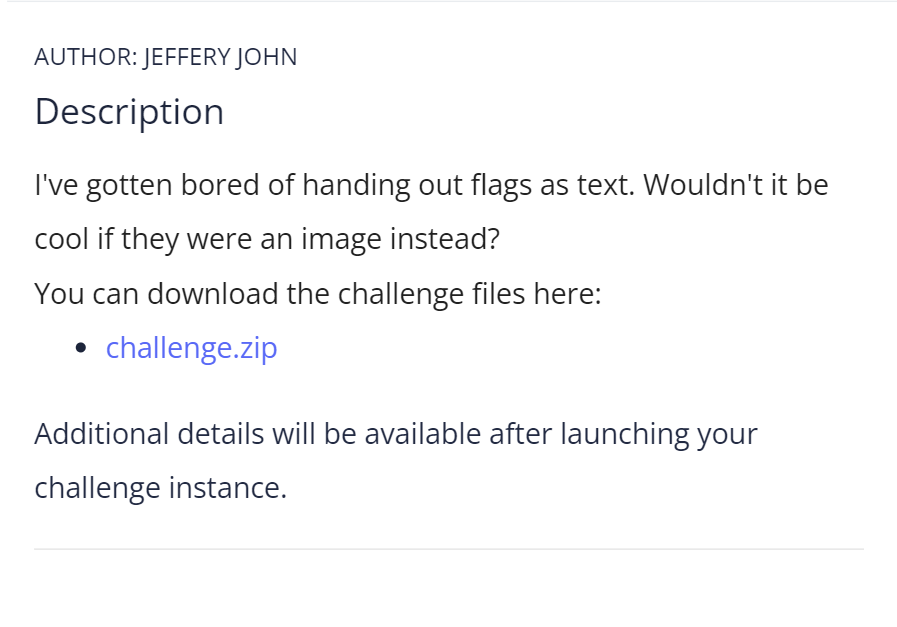 AUTHOR: JEFFERY JOHN
Description
I've gotten bored of handing out flags as text. Wouldn't it be
cool if they were an image instead?
You can download the challenge files here:
• challenge.zip
Additional details will be available after launching your
challenge instance.